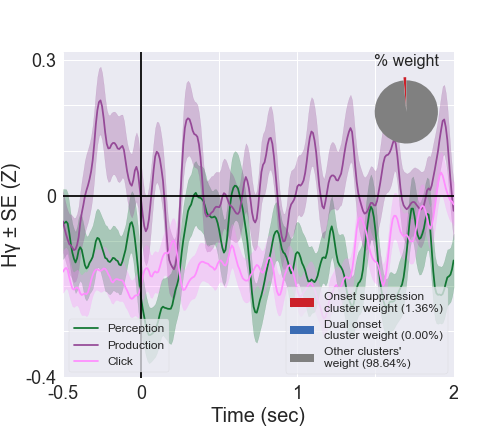 % weight
0.3
0
-0.4
Hγ ± SE (Z)
Perception
Production
Click
Onset suppression
cluster weight (1.36%)
Dual onset
cluster weight (0.00%)
Other clusters'
weight (98.64%)
-0.5
0
1
2
Time (sec)